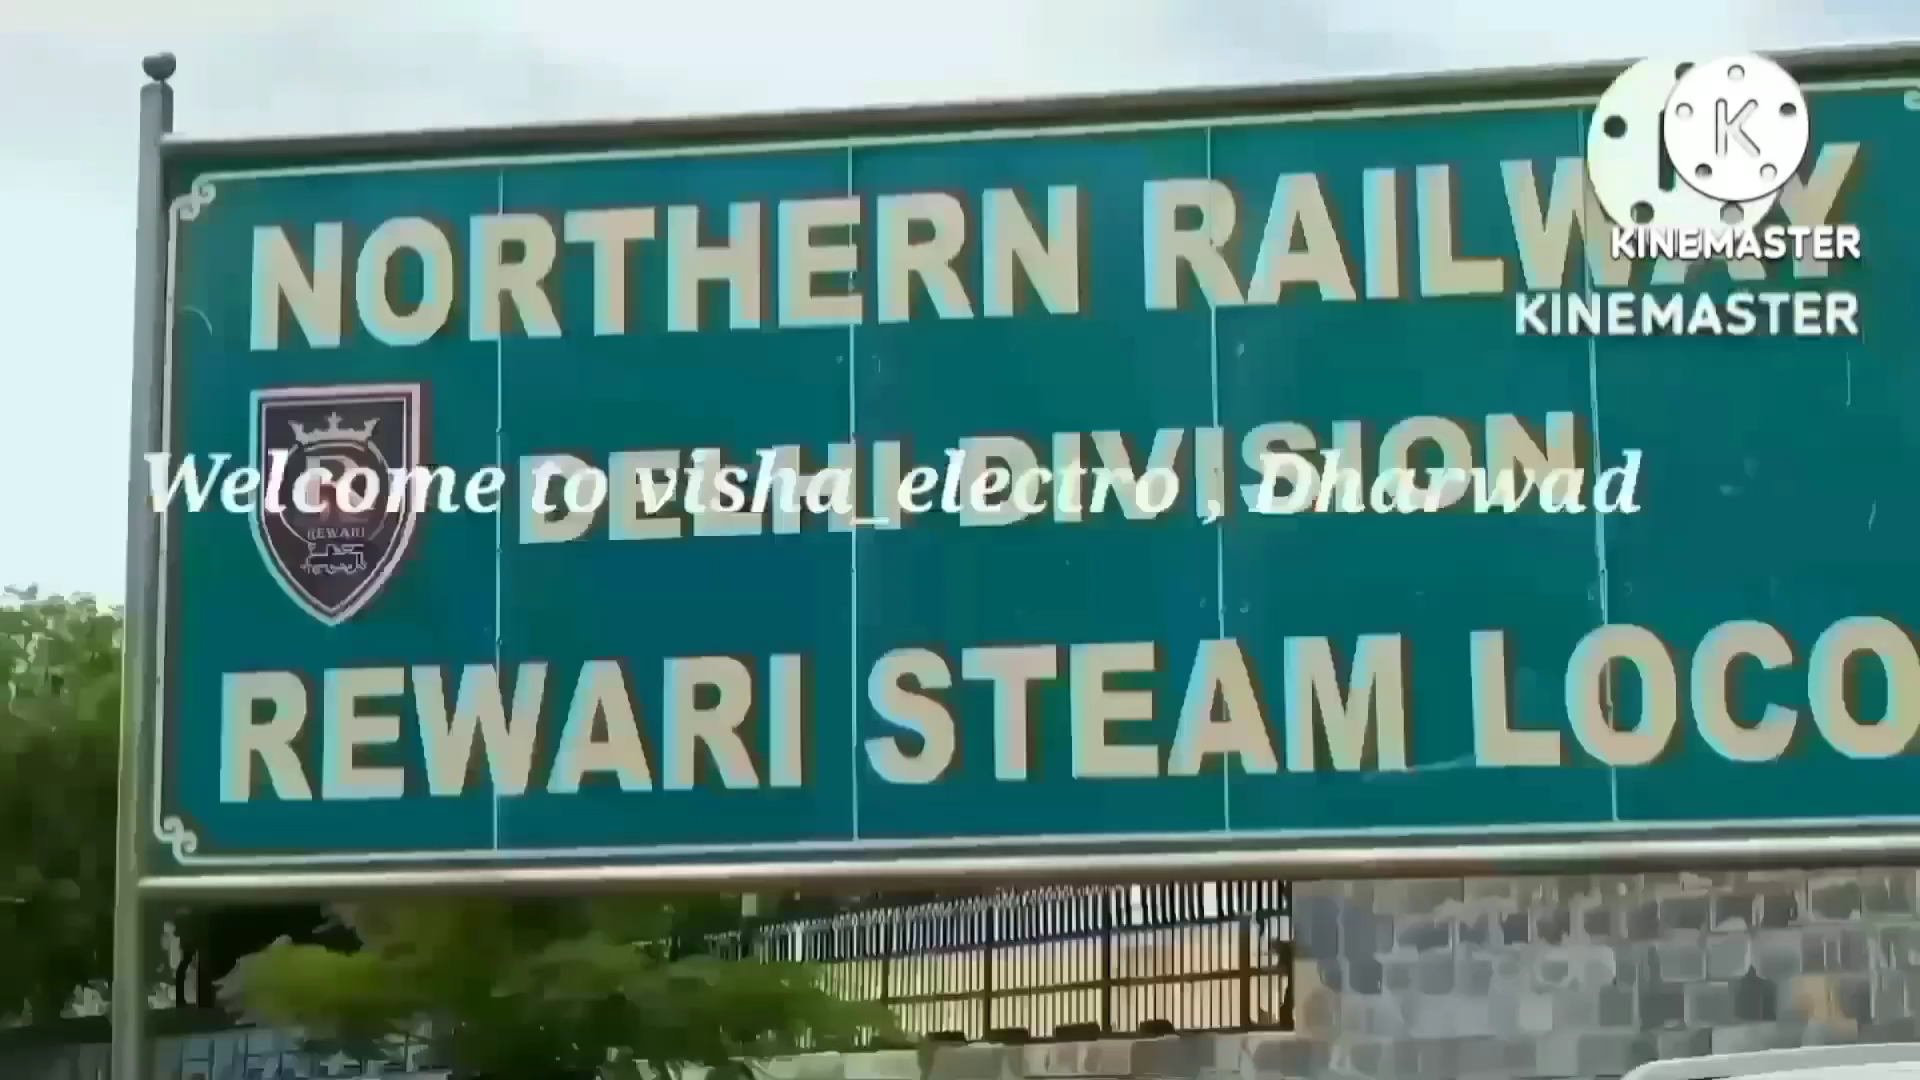 NORTHERN RAILWAY
KINEMASTER
KINEMASTER
DELHI DIVISION
Welcome to visha_electro , Dharwad
REWARI
REWARI STEAM LOCO